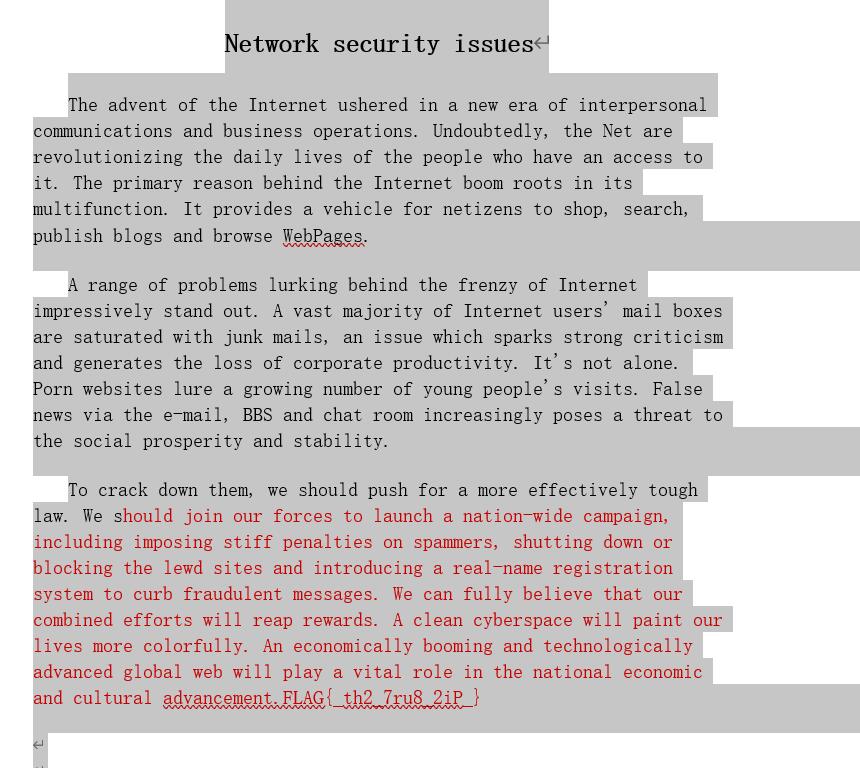 Network security issues
The advent of the Internet ushered in a new era of interpersonal
communications and business operations. Undoubtedly, the Net are
revolutionizing the daily lives of the people who have an access to
it. The primary reason behind the Internet boom roots in its
multifunction. It provides a vehicle for netizens to shop, search,
publish blogs and browse WebPages.
A range of problems lurking behind the frenzy of Internet
impressively stand out. A vast majority of Internet users’ mail boxes
are saturated with junk mails, an issue which sparks strong criticism
and generates the loss of corporate productivity. It’s not alone.
Porn websites lure a growing number of young people’s visits. False
news via the e-mail, BBS and chat room increasingly poses a threat to
the social prosperity and stability.
To crack down them, we should push for a more effectively tough
law. We should join our forces to launch a nation-wide campaign,
including imposing stiff penalties on spammers, shutting down or
blocking the lewd sites and introducing a real-name registration
system to curb fraudulent messages. We can fully believe that our
combined efforts will reap rewards. A clean cyberspace will paint our
lives more colorfully. An economically booming and technologically
advanced global web will play a vital role in the national economic
and cultural advancement.FLAG{_th2_7ru8_2iP_}